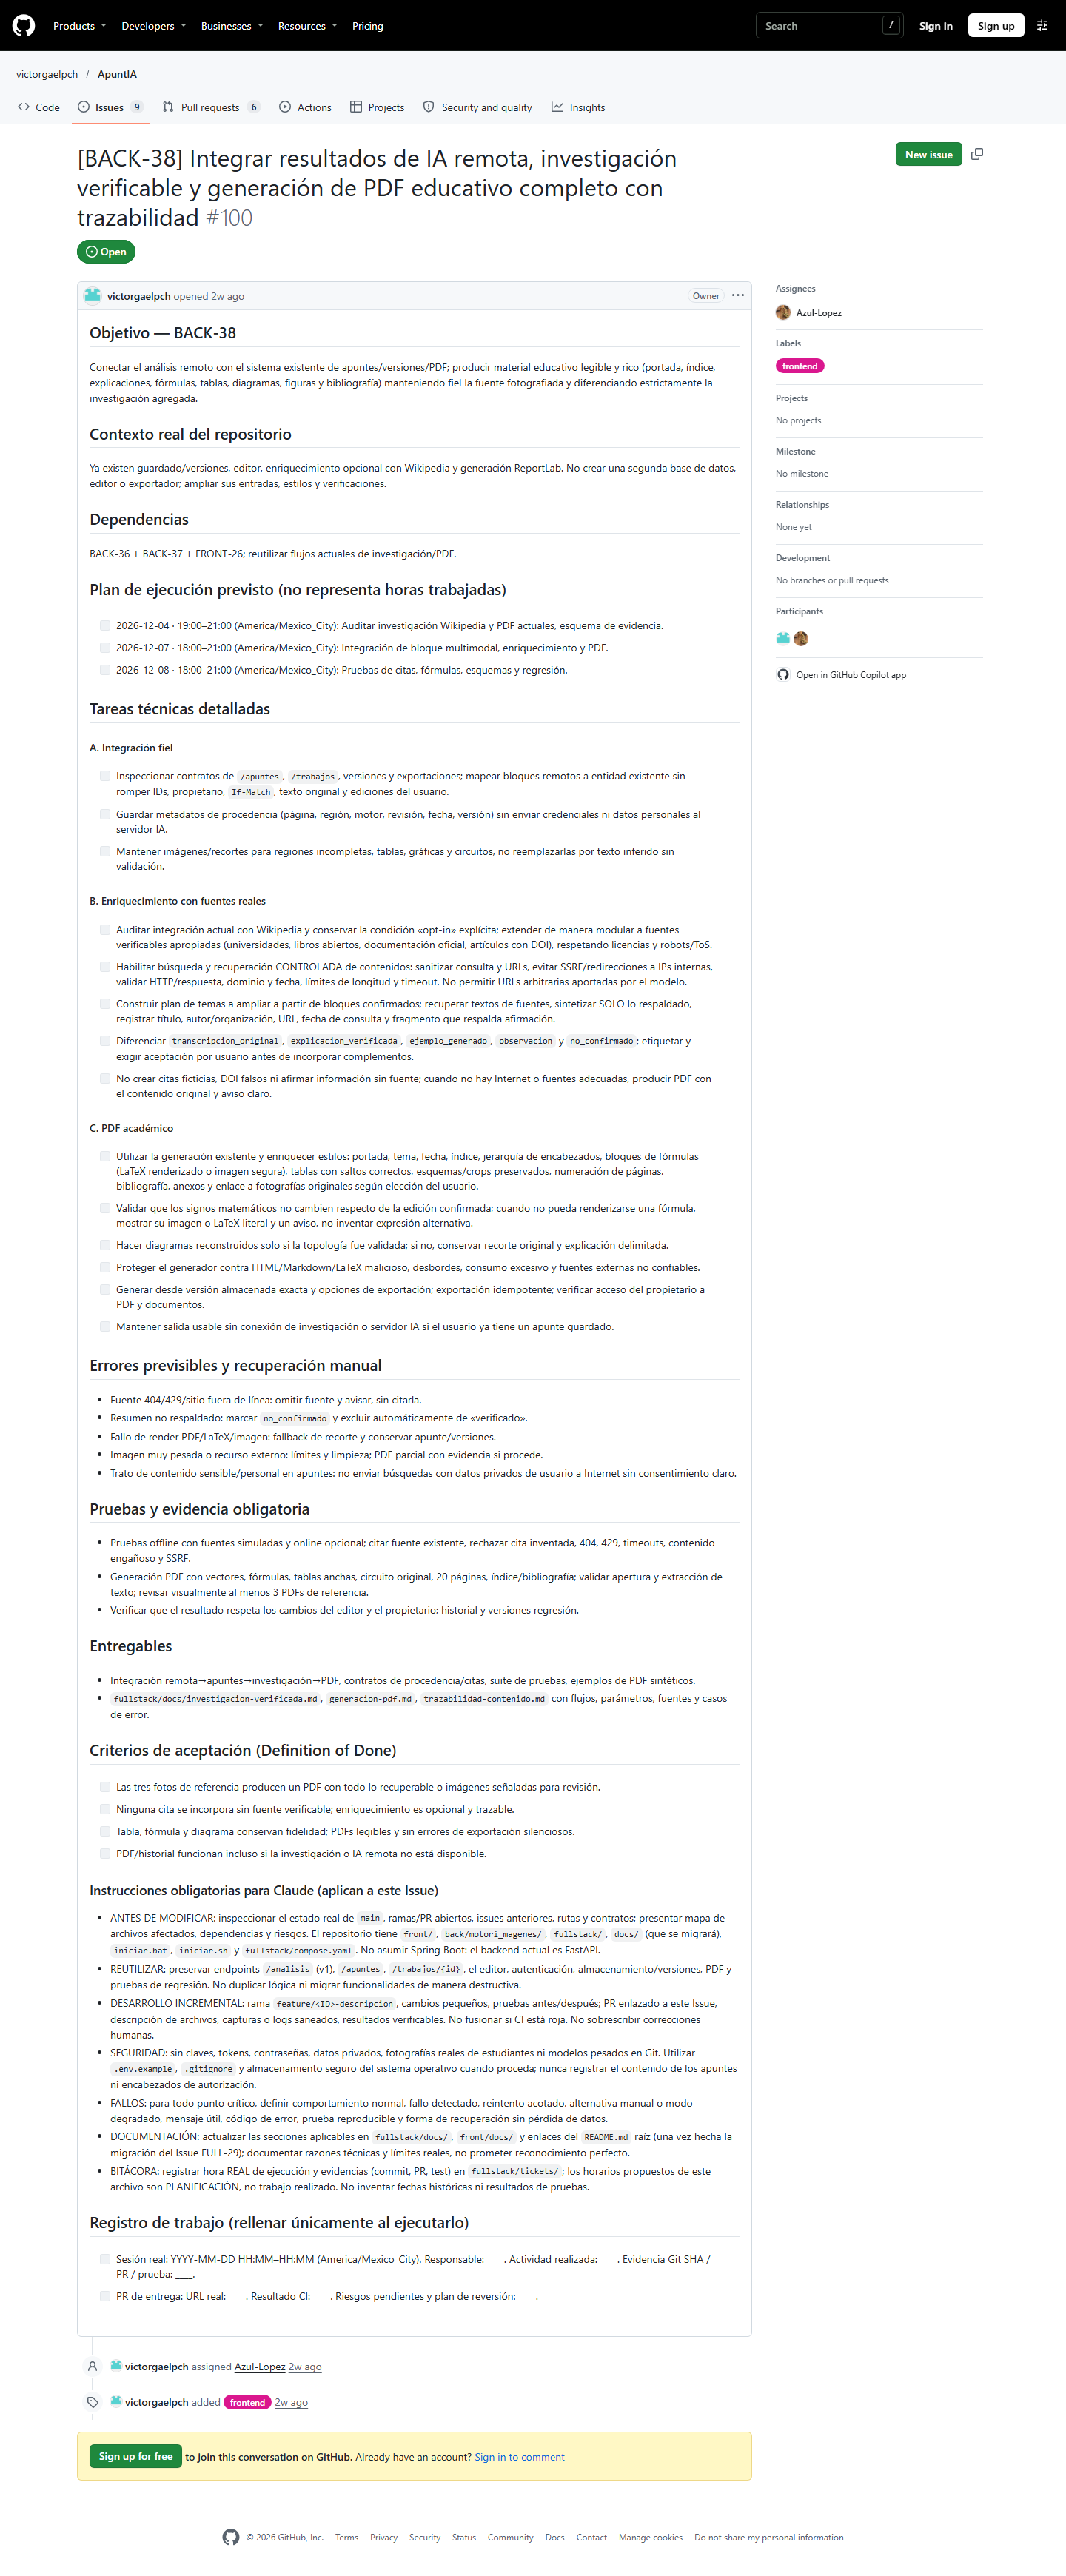 Products
Developers
Businesses
Resources
Pricing
Search
/
Sign in
Sign up
victorgaelpch / ApuntIA
Code
Issues 9
Pull requests 6
Actions
Projects
Security and quality
Insights
[BACK-38] Integrar resultados de IA remota, investigación
verificable y generación de PDF educativo completo con
trazabilidad #100
New issue
Open
victorgaelpch opened 2w ago
Owner
Objetivo — BACK-38
Conectar el análisis remoto con el sistema existente de apuntes/versiones/PDF; producir material educativo legible y rico (portada, índice,
explicaciones, fórmulas, tablas, diagramas, figuras y bibliografía) manteniendo fiel la fuente fotografiada y diferenciando estrictamente la
investigación agregada.
Contexto real del repositorio
Ya existen guardado/versiones, editor, enriquecimiento opcional con Wikipedia y generación ReportLab. No crear una segunda base de datos,
editor o exportador; ampliar sus entradas, estilos y verificaciones.
Dependencias
BACK-36 + BACK-37 + FRONT-26; reutilizar flujos actuales de investigación/PDF.
Plan de ejecución previsto (no representa horas trabajadas)
2026-12-04 · 19:00–21:00 (America/Mexico_City): Auditar investigación Wikipedia y PDF actuales, esquema de evidencia.
2026-12-07 · 18:00–21:00 (America/Mexico_City): Integración de bloque multimodal, enriquecimiento y PDF.
2026-12-08 · 18:00–21:00 (America/Mexico_City): Pruebas de citas, fórmulas, esquemas y regresión.
Tareas técnicas detalladas
A. Integración fiel
Inspeccionar contratos de /apuntes, /trabajos, versiones y exportaciones; mapear bloques remotos a entidad existente sin
romper IDs, propietario, If-Match, texto original y ediciones del usuario.
Guardar metadatos de procedencia (página, región, motor, revisión, fecha, versión) sin enviar credenciales ni datos personales al
servidor IA.
Mantener imágenes/recortes para regiones incompletas, tablas, gráficas y circuitos, no reemplazarlas por texto inferido sin
validación.
B. Enriquecimiento con fuentes reales
Auditar integración actual con Wikipedia y conservar la condición «opt-in» explícita; extender de manera modular a fuentes
verificables apropiadas (universidades, libros abiertos, documentación oficial, artículos con DOI), respetando licencias y robots/ToS.
Habilitar búsqueda y recuperación CONTROLADA de contenidos: sanitizar consulta y URLs, evitar SSRF/redirecciones a IPs internas,
validar HTTP/respuesta, dominio y fecha, límites de longitud y timeout. No permitir URLs arbitrarias aportadas por el modelo.
Construir plan de temas a ampliar a partir de bloques confirmados; recuperar textos de fuentes, sintetizar SOLO lo respaldado,
registrar título, autor/organización, URL, fecha de consulta y fragmento que respalda afirmación.
Diferenciar transcripcion_original, explicacion_verificada, ejemplo_generado, observacion y no_confirmado; etiquetar y
exigir aceptación por usuario antes de incorporar complementos.
No crear citas ficticias, DOI falsos ni afirmar información sin fuente; cuando no hay Internet o fuentes adecuadas, producir PDF con
el contenido original y aviso claro.
C. PDF académico
Utilizar la generación existente y enriquecer estilos: portada, tema, fecha, índice, jerarquía de encabezados, bloques de fórmulas
(LaTeX renderizado o imagen segura), tablas con saltos correctos, esquemas/crops preservados, numeración de páginas,
bibliografía, anexos y enlace a fotografías originales según elección del usuario.
Validar que los signos matemáticos no cambien respecto de la edición confirmada; cuando no pueda renderizarse una fórmula,
mostrar su imagen o LaTeX literal y un aviso, no inventar expresión alternativa.
Hacer diagramas reconstruidos solo si la topología fue validada; si no, conservar recorte original y explicación delimitada.
Proteger el generador contra HTML/Markdown/LaTeX malicioso, desbordes, consumo excesivo y fuentes externas no confiables.
Generar desde versión almacenada exacta y opciones de exportación; exportación idempotente; verificar acceso del propietario a
PDF y documentos.
Mantener salida usable sin conexión de investigación o servidor IA si el usuario ya tiene un apunte guardado.
Errores previsibles y recuperación manual
Fuente 404/429/sitio fuera de línea: omitir fuente y avisar, sin citarla.
Resumen no respaldado: marcar no_confirmado y excluir automáticamente de «verificado».
Fallo de render PDF/LaTeX/imagen: fallback de recorte y conservar apunte/versiones.
Imagen muy pesada o recurso externo: límites y limpieza; PDF parcial con evidencia si procede.
Trato de contenido sensible/personal en apuntes: no enviar búsquedas con datos privados de usuario a Internet sin consentimiento claro.
Pruebas y evidencia obligatoria
Pruebas offline con fuentes simuladas y online opcional; citar fuente existente, rechazar cita inventada, 404, 429, timeouts, contenido
engañoso y SSRF.
Generación PDF con vectores, fórmulas, tablas anchas, circuito original, 20 páginas, índice/bibliografía; validar apertura y extracción de
texto; revisar visualmente al menos 3 PDFs de referencia.
Verificar que el resultado respeta los cambios del editor y el propietario; historial y versiones regresión.
Entregables
Integración remota→apuntes→investigación→PDF, contratos de procedencia/citas, suite de pruebas, ejemplos de PDF sintéticos.
fullstack/docs/investigacion-verificada.md, generacion-pdf.md, trazabilidad-contenido.md con flujos, parámetros, fuentes y casos
de error.
Criterios de aceptación (Definition of Done)
Las tres fotos de referencia producen un PDF con todo lo recuperable o imágenes señaladas para revisión.
Ninguna cita se incorpora sin fuente verificable; enriquecimiento es opcional y trazable.
Tabla, fórmula y diagrama conservan fidelidad; PDFs legibles y sin errores de exportación silenciosos.
PDF/historial funcionan incluso si la investigación o IA remota no está disponible.
Instrucciones obligatorias para Claude (aplican a este Issue)
ANTES DE MODIFICAR: inspeccionar el estado real de main, ramas/PR abiertos, issues anteriores, rutas y contratos; presentar mapa de
archivos afectados, dependencias y riesgos. El repositorio tiene front/, back/motori_magenes/, fullstack/, docs/ (que se migrará),
iniciar.bat, iniciar.sh y fullstack/compose.yaml. No asumir Spring Boot: el backend actual es FastAPI.
REUTILIZAR: preservar endpoints /analisis (v1), /apuntes, /trabajos/{id}, el editor, autenticación, almacenamiento/versiones, PDF y
pruebas de regresión. No duplicar lógica ni migrar funcionalidades de manera destructiva.
DESARROLLO INCREMENTAL: rama feature/<ID>-descripcion, cambios pequeños, pruebas antes/después; PR enlazado a este Issue,
descripción de archivos, capturas o logs saneados, resultados verificables. No fusionar si CI está roja. No sobrescribir correcciones
humanas.
SEGURIDAD: sin claves, tokens, contraseñas, datos privados, fotografías reales de estudiantes ni modelos pesados en Git. Utilizar
.env.example, .gitignore y almacenamiento seguro del sistema operativo cuando proceda; nunca registrar el contenido de los apuntes
ni encabezados de autorización.
FALLOS: para todo punto crítico, definir comportamiento normal, fallo detectado, reintento acotado, alternativa manual o modo
degradado, mensaje útil, código de error, prueba reproducible y forma de recuperación sin pérdida de datos.
DOCUMENTACIÓN: actualizar las secciones aplicables en fullstack/docs/, front/docs/ y enlaces del README.md raíz (una vez hecha la
migración del Issue FULL-29); documentar razones técnicas y límites reales, no prometer reconocimiento perfecto.
BITÁCORA: registrar hora REAL de ejecución y evidencias (commit, PR, test) en fullstack/tickets/; los horarios propuestos de este
archivo son PLANIFICACIÓN, no trabajo realizado. No inventar fechas históricas ni resultados de pruebas.
Registro de trabajo (rellenar únicamente al ejecutarlo)
Sesión real: YYYY-MM-DD HH:MM–HH:MM (America/Mexico_City). Responsable: ____. Actividad realizada: ____. Evidencia Git SHA /
PR / prueba: ____.
PR de entrega: URL real: ____. Resultado CI: ____. Riesgos pendientes y plan de reversión: ____.
victorgaelpch assigned Azul-Lopez 2w ago
victorgaelpch added frontend 2w ago
Sign up for free to join this conversation on GitHub. Already have an account? Sign in to comment
Assignees
Azul-Lopez
Labels
frontend
Projects
No projects
Milestone
No milestone
Relationships
None yet
Development
No branches or pull requests
Participants
Open in GitHub Copilot app
© 2026 GitHub, Inc.
Terms
Privacy
Security
Status
Community
Docs
Contact
Manage cookies
Do not share my personal information